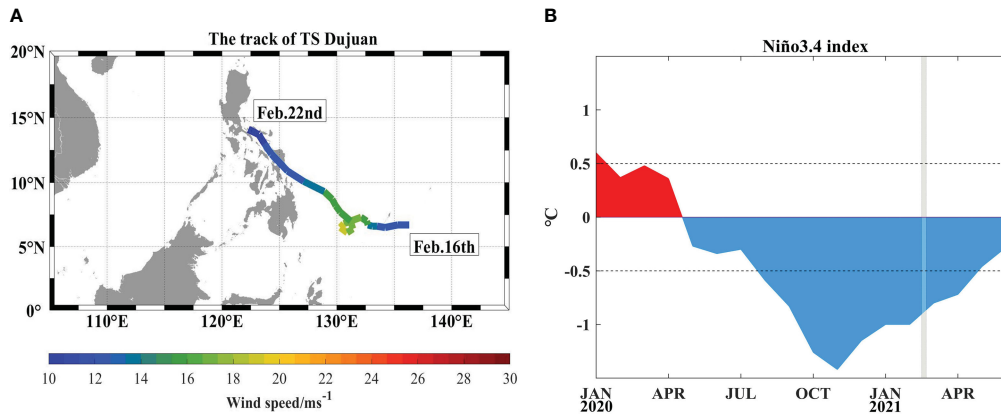 A
The track of TS Dujuan
20°N
15°N
10°N
5°N
0°
Feb.22nd
Feb.16th
110°E 120°E 130°E 140°E
10 12 14 16 18 20 22 24 26 28 30
Wind speed/ms⁻¹
B
Niño3.4 index
1
0.5
0
-0.5
-1
°C
JAN APR JUL OCT JAN APR
2020 2021